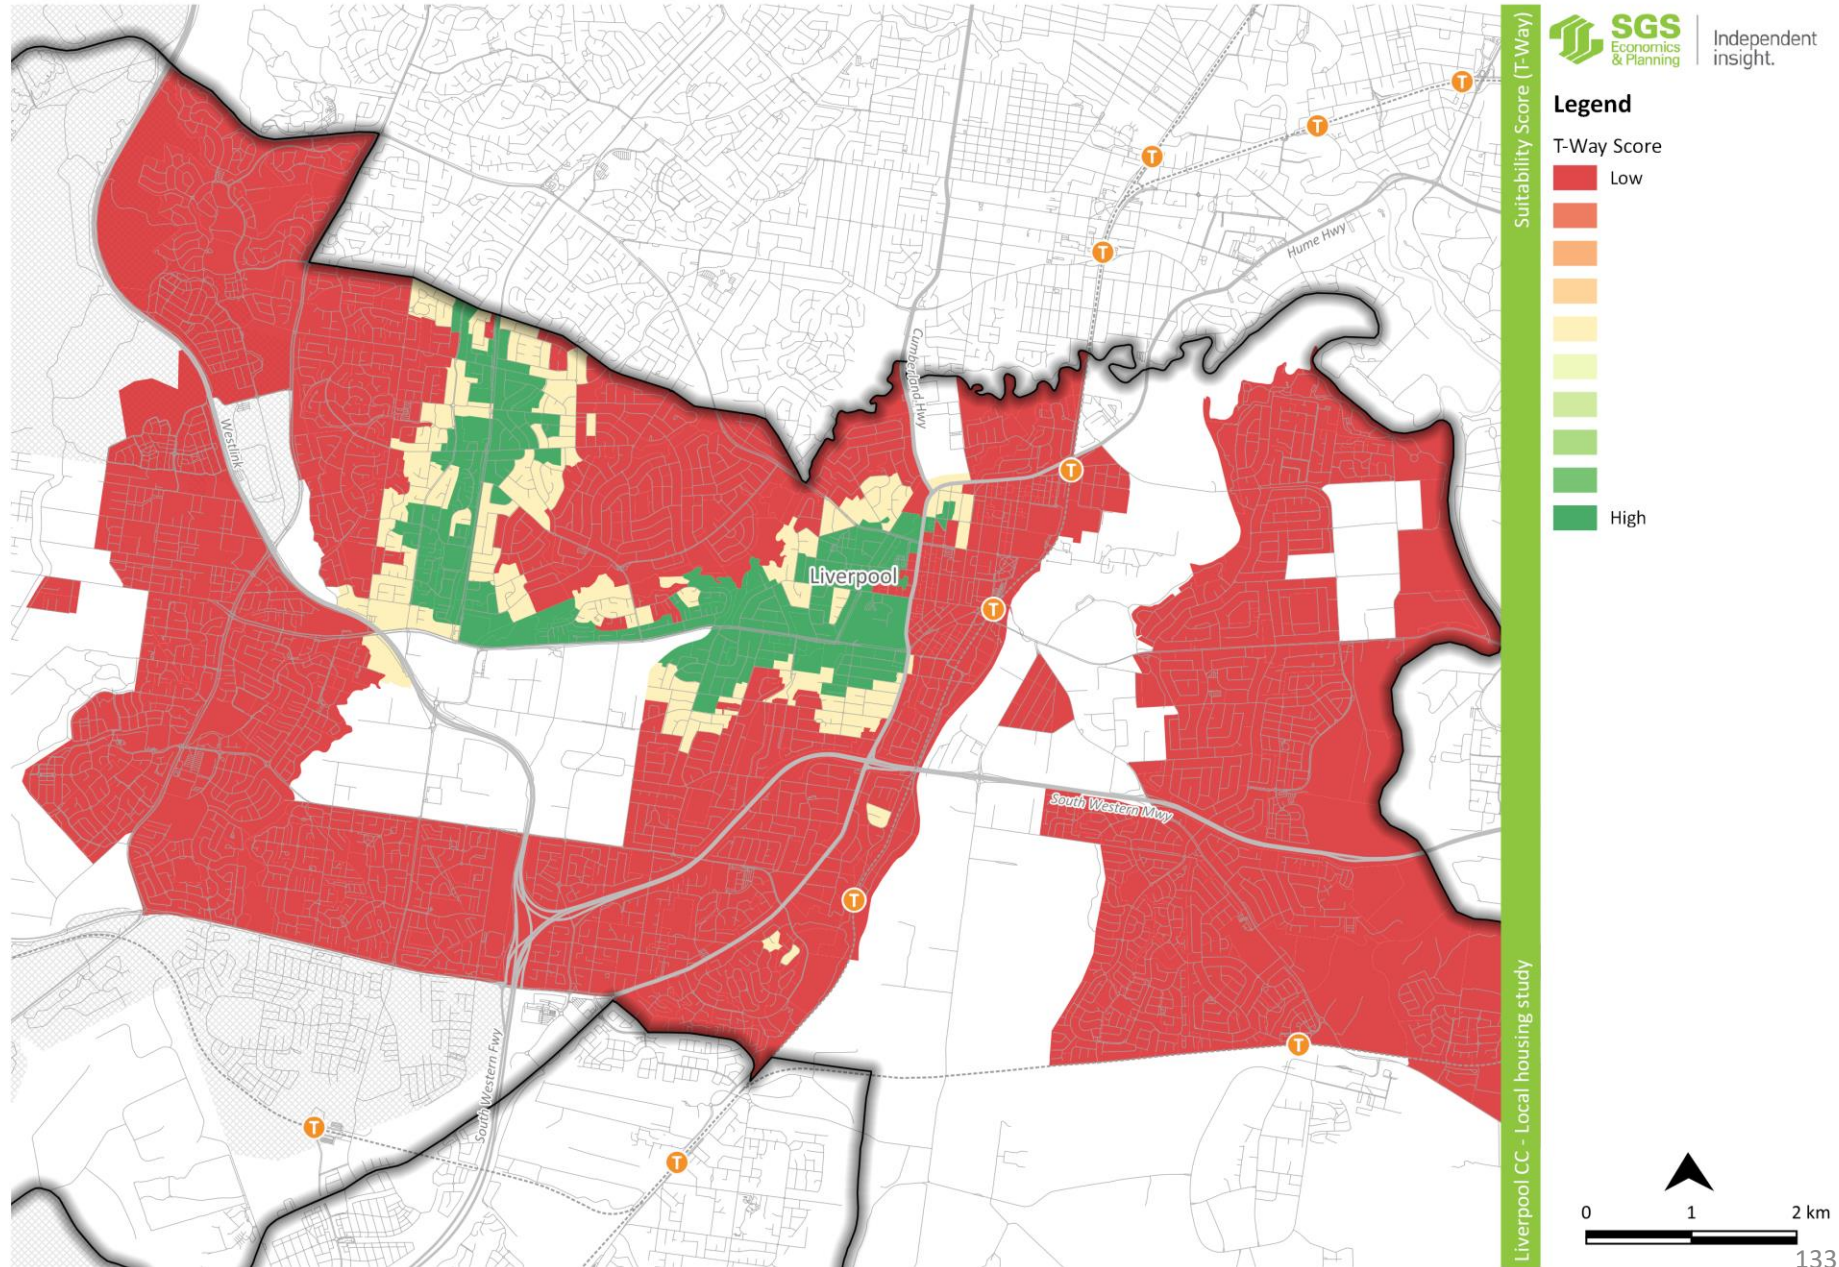 Suitability Score (T-Way)
Liverpool CC - Local housing study
SGS
Economics
& Planning
Independent
insight.
Legend
T-Way Score
Low
High
Hume Hwy
Cumberland Hwy
Westlink
Liverpool
South Western Mwy
South Western Fwy
T
T
T
T
T
T
T
T
T
T
0 1 2 km
133